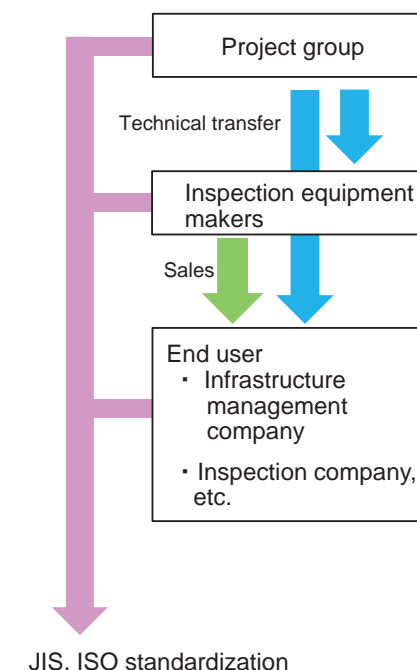 Project group
Technical transfer
Inspection equipment
makers
Sales
End user
・ Infrastructure
management
company
・Inspection company,
etc.
JIS, ISO standardization